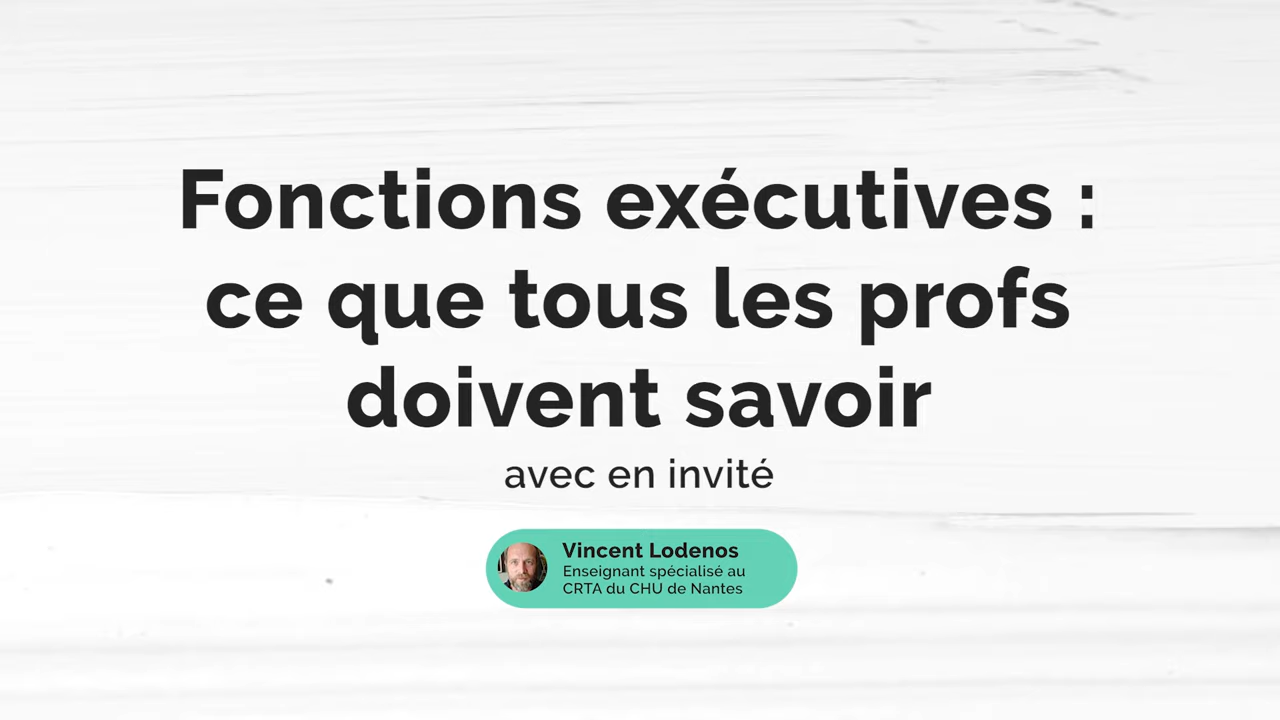 Fonctions exécutives :
ce que tous les profs
doivent savoir
avec en invité
Vincent Lodenos
Enseignant spécialisé au
CRTA du CHU de Nantes